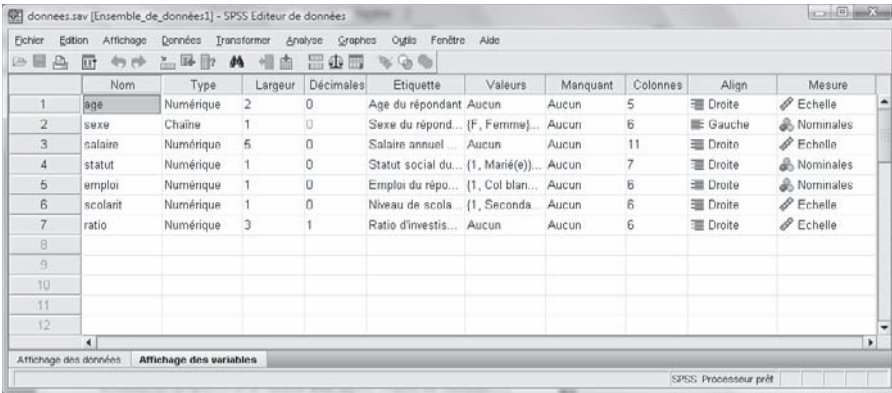 donnees.sav [Ensemble_de_données1] - SPSS Editeur de données
Fichier Edition Affichage Données Transformer Analyse Graphes Outils Fenêtre Aide
Nom Type Largeur Décimales Etiquette Valeurs Manquant Colonnes Align Mesure
1 age Numérique 2 0 Age du répondant Aucun Aucun 5 Droite Echelle
2 sexe Chaîne 1 0 Sexe du répond... {F, Femme}... Aucun 6 Gauche Nominales
3 salaire Numérique 5 0 Salaire annuel ... Aucun Aucun 11 Droite Echelle
4 statut Numérique 1 0 Statut social du... {1, Marié(e)}... Aucun 7 Droite Nominales
5 emploi Numérique 1 0 Emploi du répo... {1, Col blan... Aucun 6 Droite Nominales
6 scolarit Numérique 1 0 Niveau de scola... {1, Seconda... Aucun 6 Droite Echelle
7 ratio Numérique 3 1 Ratio d'investis... Aucun Aucun 6 Droite Echelle
8
9
10
11
12
Affichage des données Affichage des variables
SPSS Processeur prêt